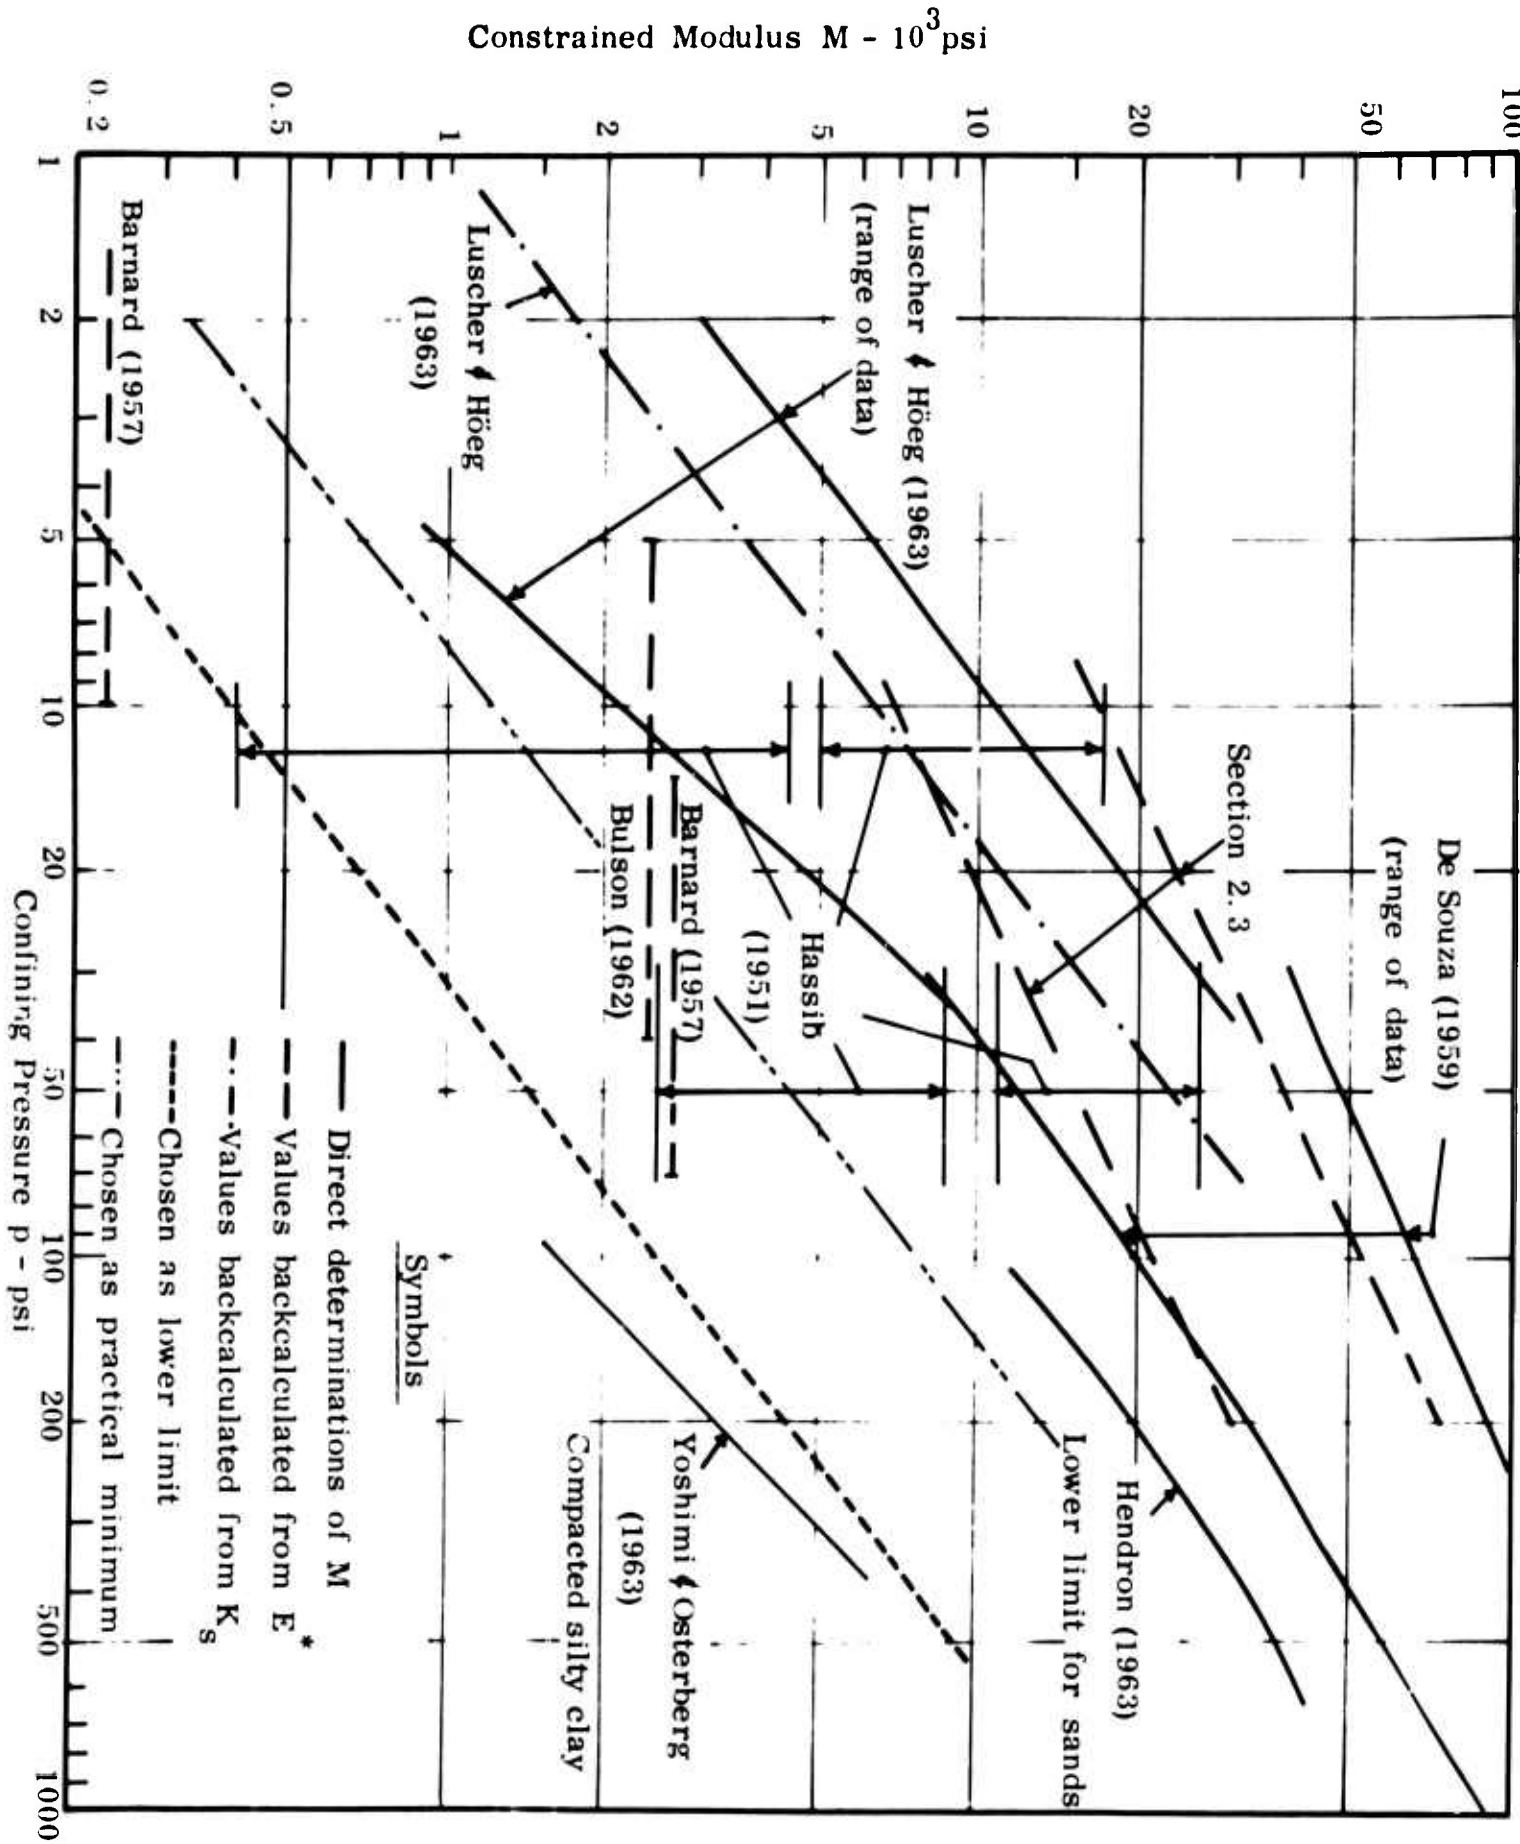 Constrained Modulus M - 10³psi
100
50
20
10
5
2
1
0.5
0.2
1
2
5
10
20
50
100
200
500
1000
Confining Pressure p - psi
De Souza (1959)
(range of data)
Section 2.3
Luscher & Höeg (1963)
(range of data)
Luscher & Höeg
(1963)
Barnard (1957)
Hassib
(1951)
Barnard (1957)
Bulson (1962)
Hendron (1963)
Lower limit for sands
Yoshimi & Osterberg
(1963)
Compacted silty clay
Symbols
Direct determinations of M
Values backcalculated from E*
Values backcalculated from Ks
Chosen as lower limit
Chosen as practical minimum